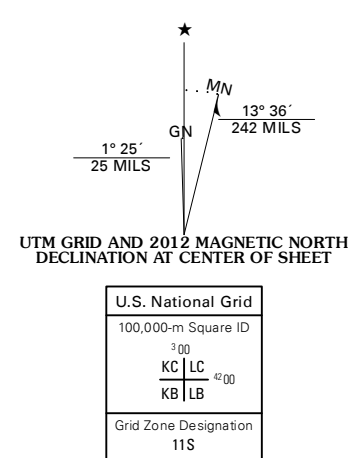 ★
MN
13° 36´
242 MILS
GN
1° 25´
25 MILS
UTM GRID AND 2012 MAGNETIC NORTH
DECLINATION AT CENTER OF SHEET
U.S. National Grid
100,000-m Square ID
³00
KC LC
⁴²00
KB LB
Grid Zone Designation
11S